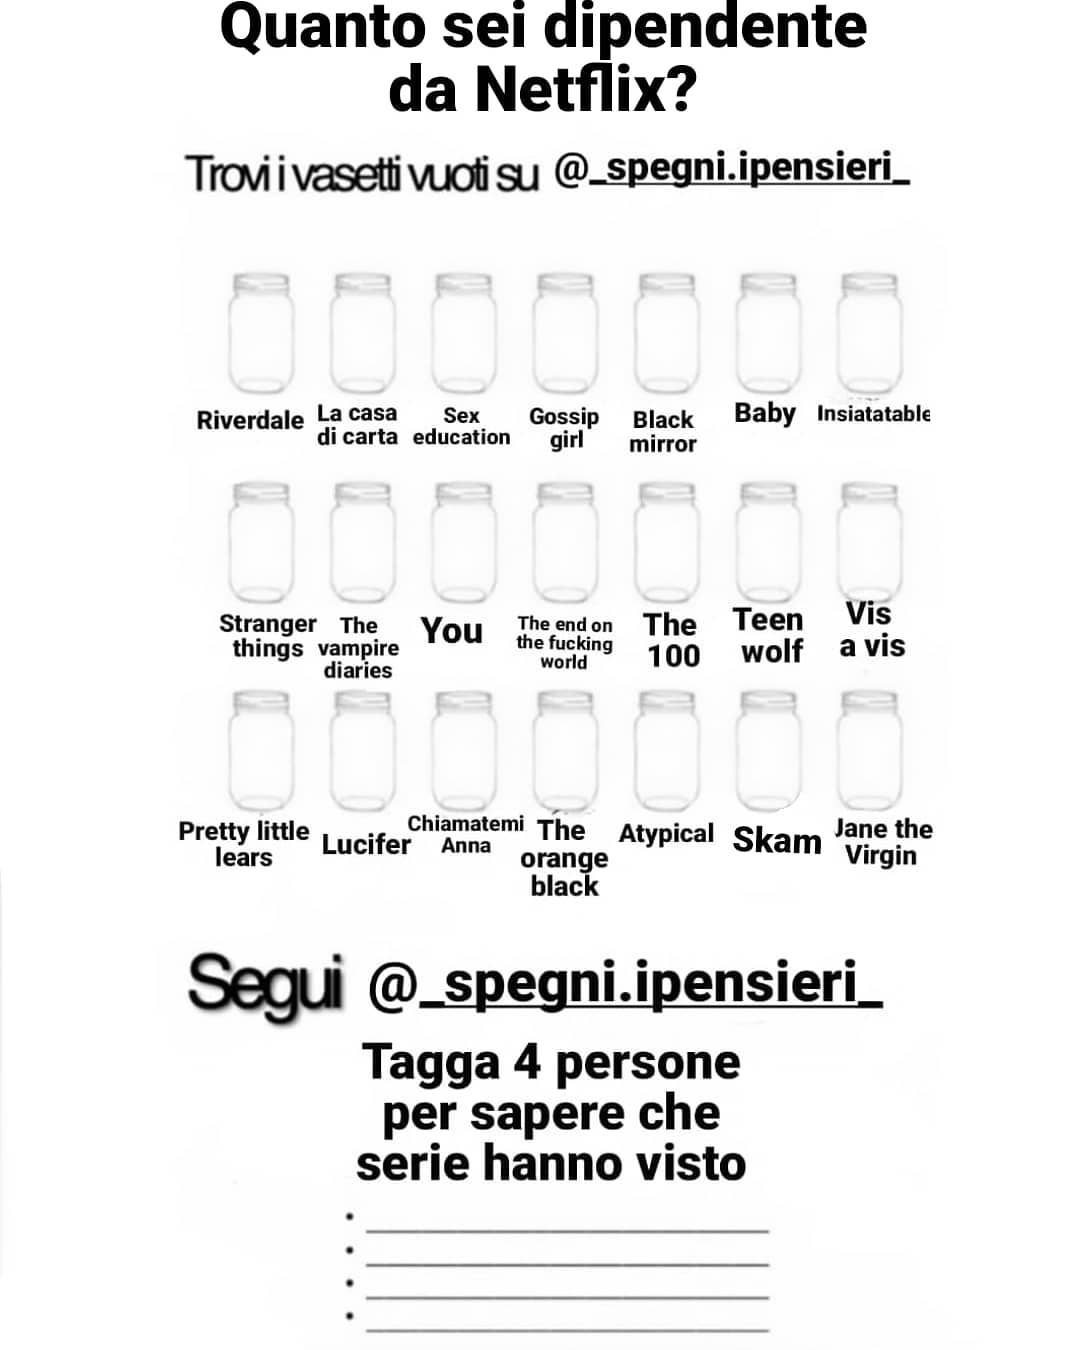 Quanto sei dipendente
da Netflix?
Trovi i vasetti vuoti su @_spegni.ipensieri_
Riverdale
La casa
di carta
Sex
education
Gossip
girl
Black
mirror
Baby
Insiatatable
Stranger
things
The
vampire
diaries
You
The end on
the fucking
world
The
100
Teen
wolf
Vis
a vis
Pretty little
lears
Lucifer
Chiamatemi
Anna
The
orange
black
Atypical
Skam
Jane the
Virgin
Segui @_spegni.ipensieri_
Tagga 4 persone
per sapere che
serie hanno visto